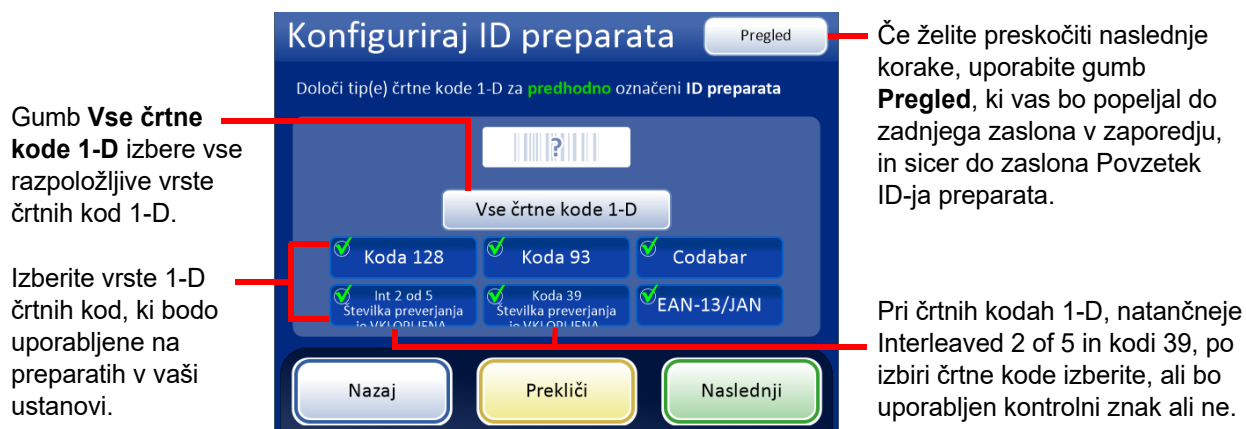 Konfiguriraj ID preparata
Pregled
Določi tip(e) črtne kode 1-D za predhodno označeni ID preparata
?
Vse črtne kode 1-D
Koda 128
Koda 93
Codabar
Int 2 od 5
Številka preverjanja
je VKLOPLJENA
Koda 39
Številka preverjanja
je VKLOPLJENA
EAN-13/JAN
Nazaj
Prekliči
Naslednji
Gumb Vse črtne
kode 1-D izbere vse
razpoložljive vrste
črtnih kod 1-D.
Izberite vrste 1-D
črtnih kod, ki bodo
uporabljene na
preparatih v vaši
ustanovi.
Če želite preskočiti naslednje
korake, uporabite gumb
Pregled, ki vas bo popeljal do
zadnjega zaslona v zaporedju,
in sicer do zaslona Povzetek
ID-ja preparata.
Pri črtnih kodah 1-D, natančneje
Interleaved 2 of 5 in kodi 39, po
izbiri črtne kode izberite, ali bo
uporabljen kontrolni znak ali ne.